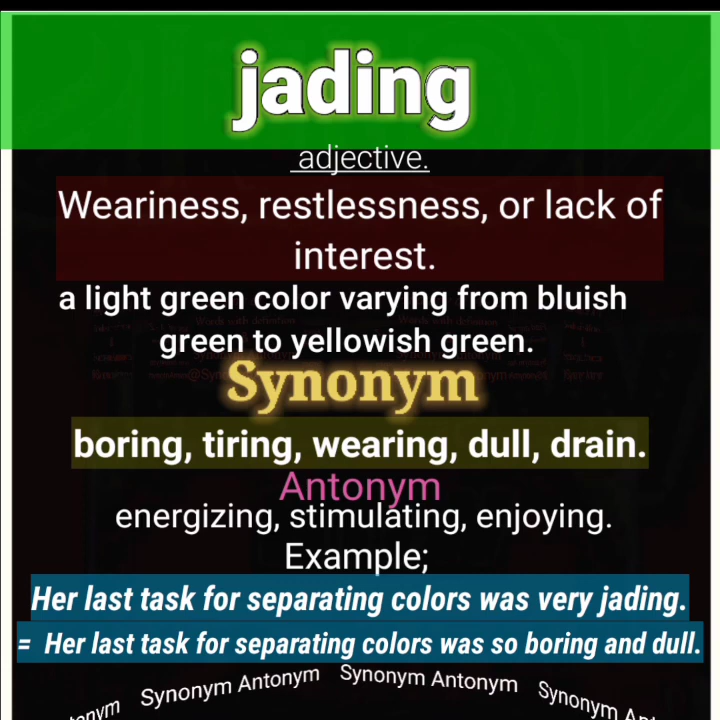 jading
adjective.
Weariness, restlessness, or lack of
interest.
a light green color varying from bluish
green to yellowish green.
Synonym
boring, tiring, wearing, dull, drain.
Antonym
energizing, stimulating, enjoying.
Example;
Her last task for separating colors was very jading.
= Her last task for separating colors was so boring and dull.
Synonym Antonym Synonym Antonym Synonym